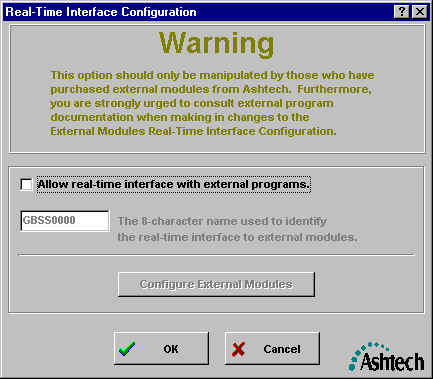 Real-Time Interface Configuration
Warning
This option should only be manipulated by those who have
purchased external modules from Ashtech. Furthermore,
you are strongly urged to consult external program
documentation when making in changes to the
External Modules Real-Time Interface Configuration.
Allow real-time interface with external programs.
GBSS0000 The 8-character name used to identify
the real-time interface to external modules.
Configure External Modules
OK Cancel
Ashtech